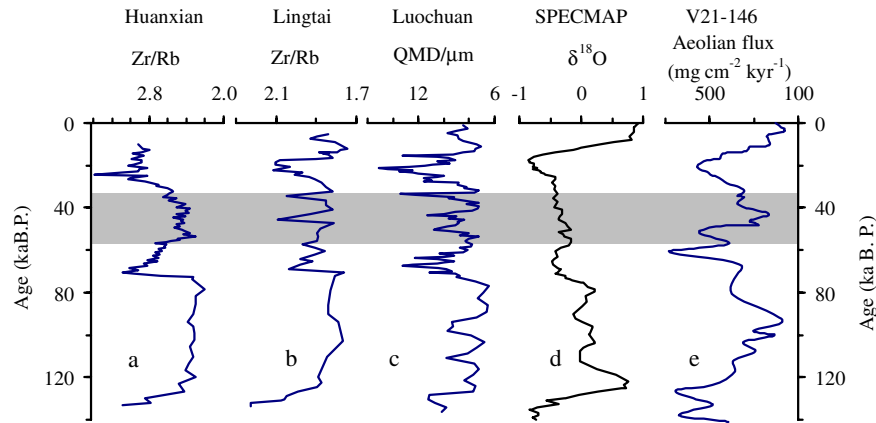 Huanxian Lingtai Luochuan SPECMAP V21-146
Zr/Rb Zr/Rb QMD/μm δ18O Aeolian flux
(mg cm-2 kyr-1)
2.8 2.0 2.1 1.7 12 6 -1 0 1 500 100
0 0
40 40
80 80
120 120
Age (kaB.P.) Age (ka B. P.)
a b c d e